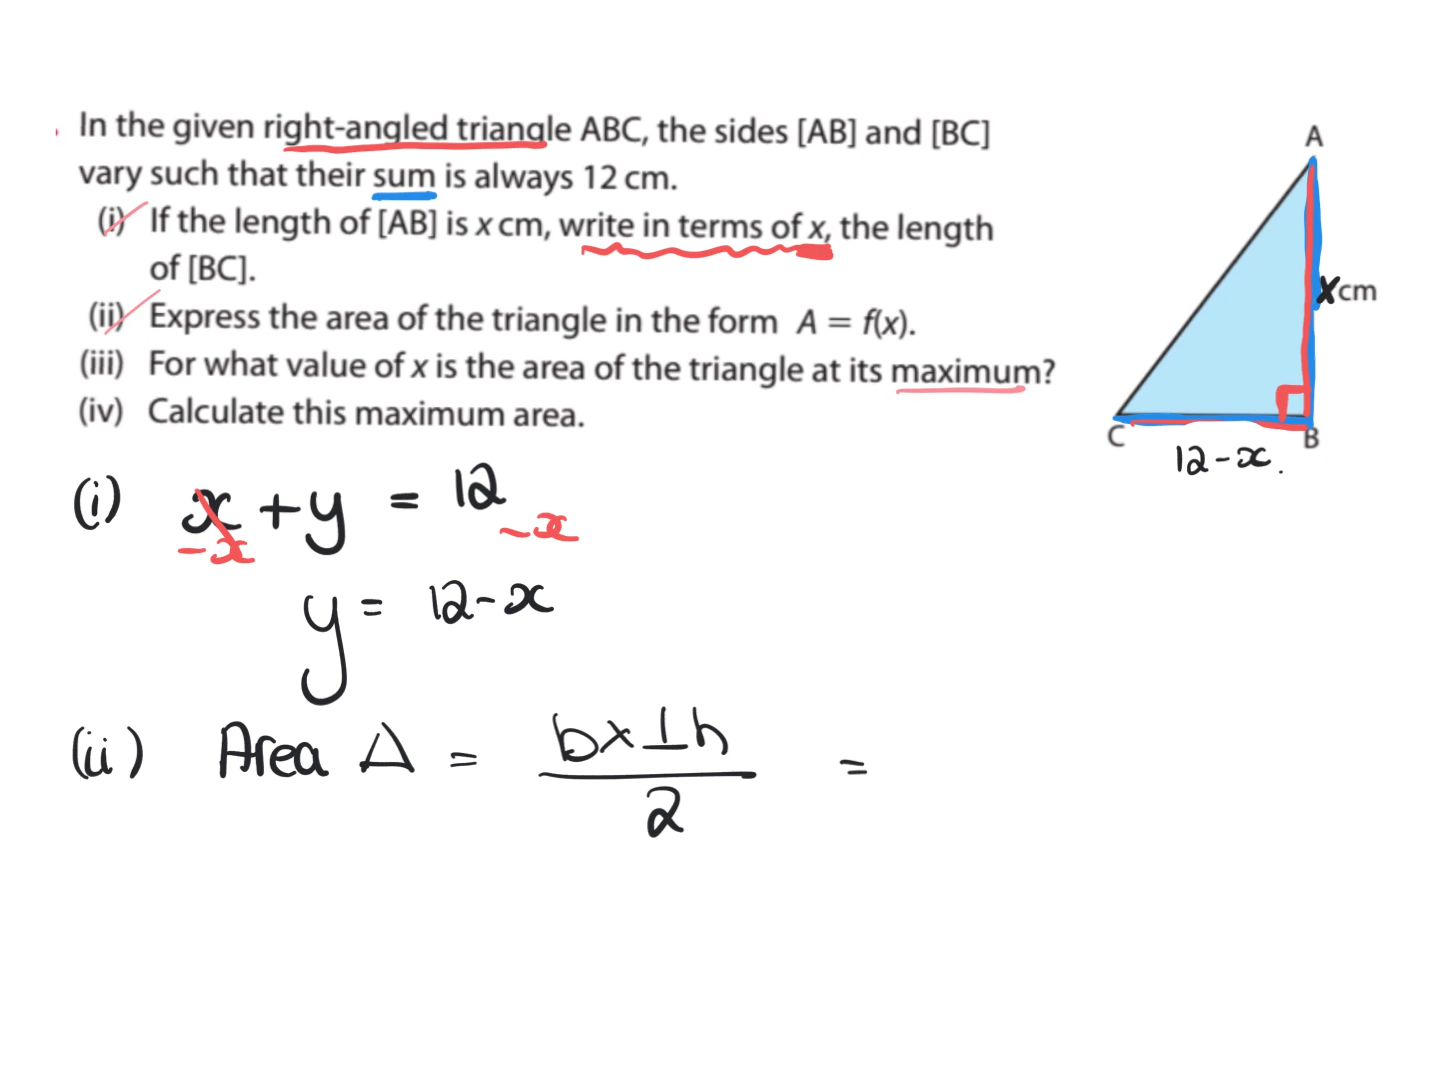 In the given right-angled triangle ABC, the sides [AB] and [BC]
vary such that their sum is always 12 cm.
(i) If the length of [AB] is x cm, write in terms of x, the length
of [BC].
(ii) Express the area of the triangle in the form A = f(x).
(iii) For what value of x is the area of the triangle at its maximum?
(iv) Calculate this maximum area.
A
x cm
C
B
12 - x.
(i) x + y = 12
-x -x
y = 12 - x
(ii) Area Δ = b x ⊥h =
2